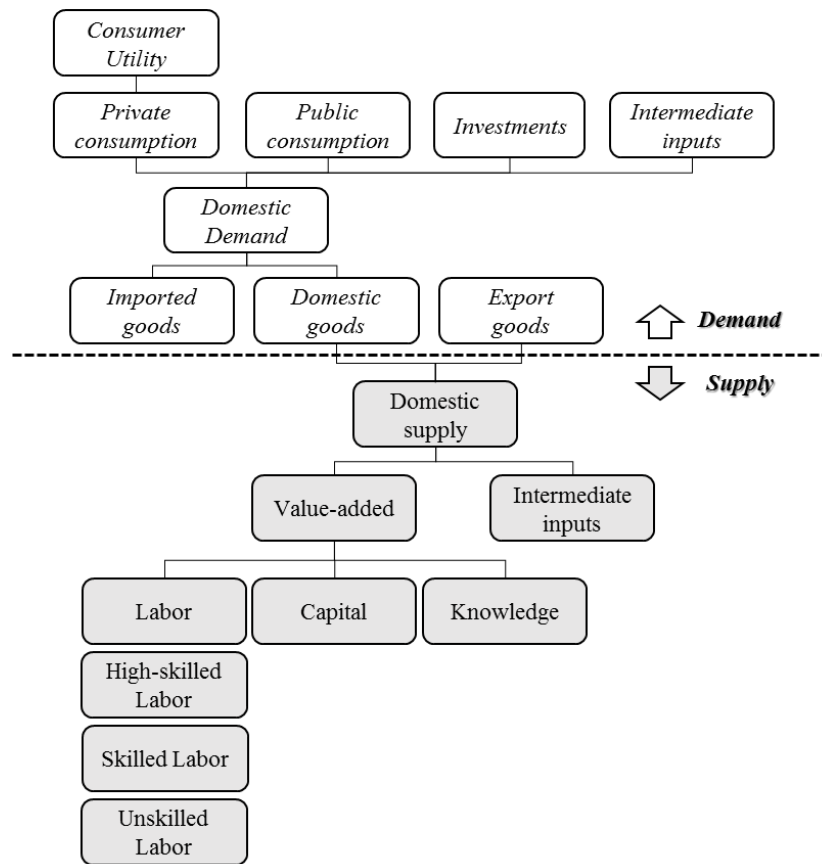 Consumer
Utility
Private
consumption
Public
consumption
Investments
Intermediate
inputs
Domestic
Demand
Imported
goods
Domestic
goods
Export
goods
Demand
Supply
Domestic
supply
Value-added
Intermediate
inputs
Labor
Capital
Knowledge
High-skilled
Labor
Skilled Labor
Unskilled
Labor